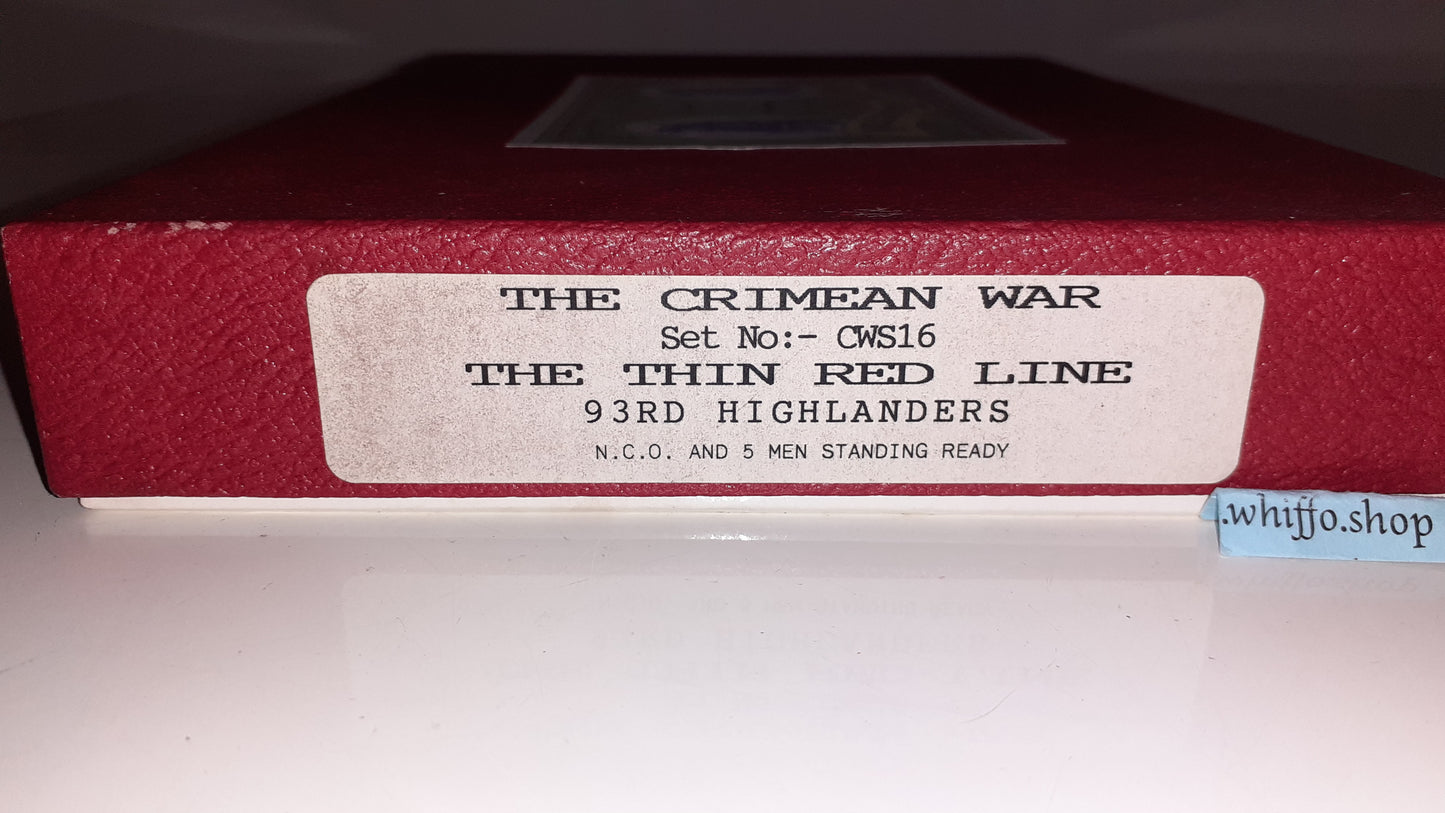 THE CRIMEAN WAR
Set No:- CWS16
THE THIN RED LINE
93RD HIGHLANDERS
N.C.O. AND 5 MEN STANDING READY
.whiffo.shop